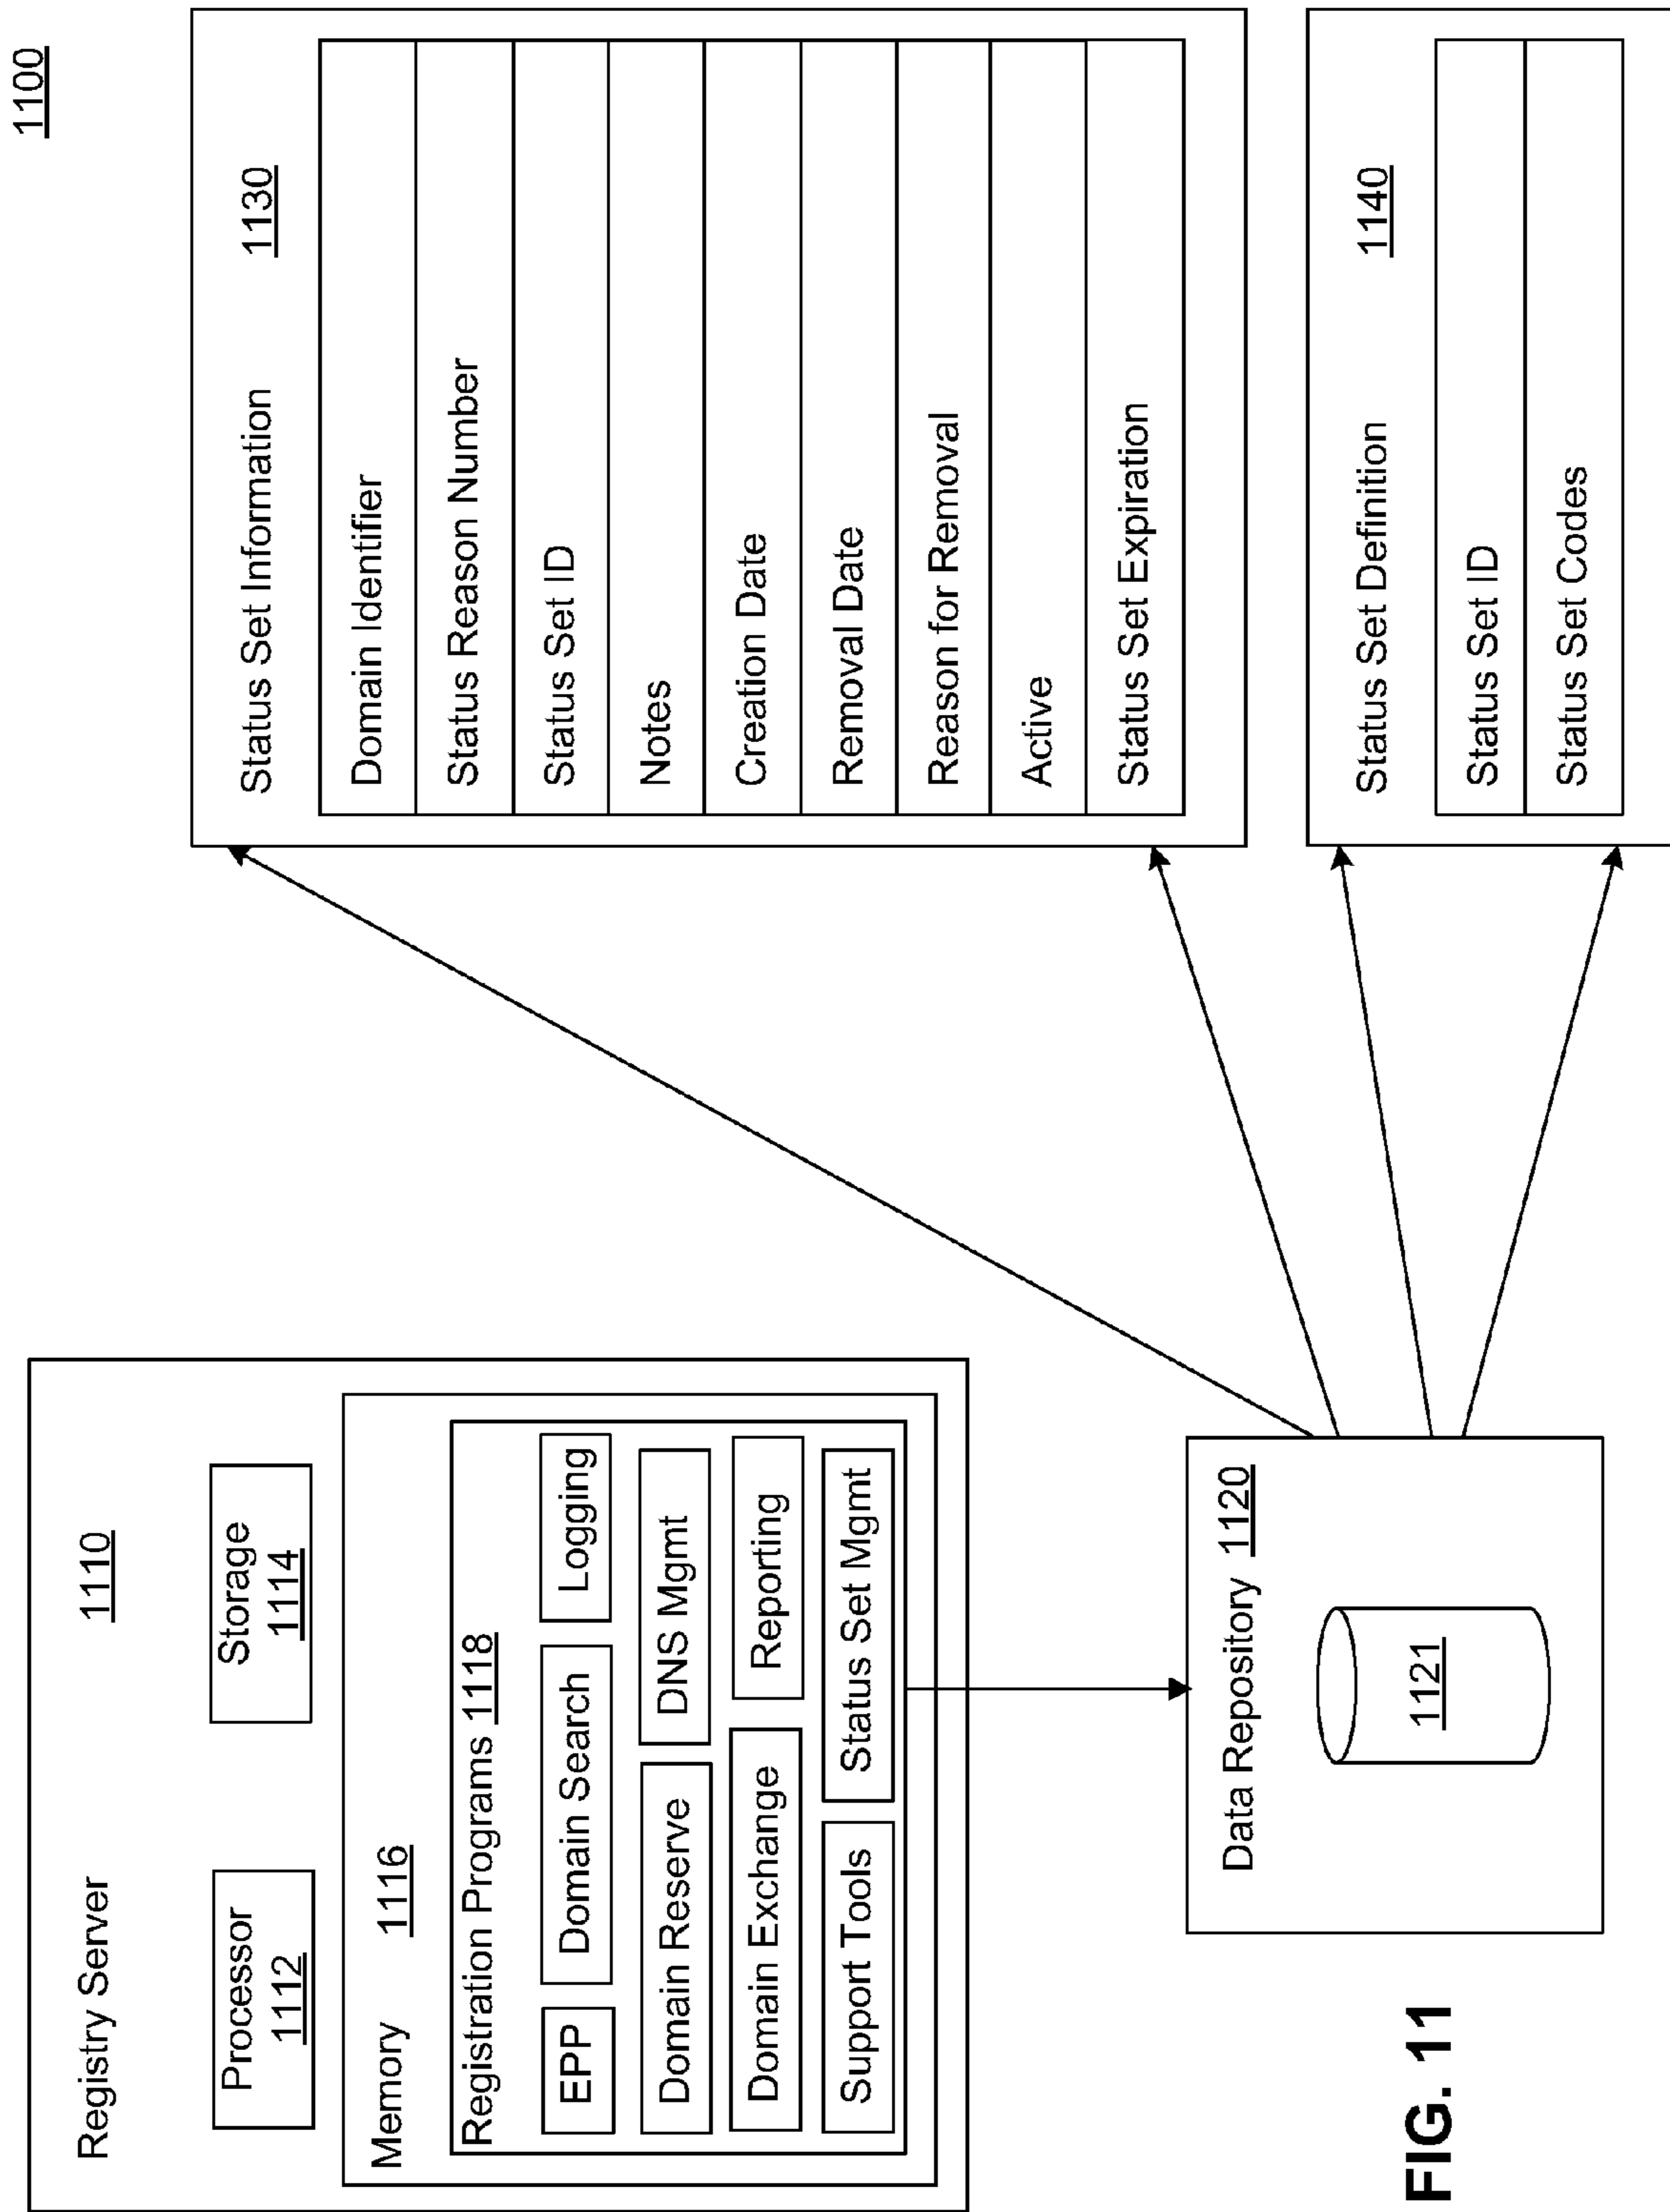 1100
Registry Server
1110
Processor
1112
Storage
1114
Memory
1116
Registration Programs 1118
EPP
Domain Search
Logging
Domain Reserve
DNS Mgmt
Domain Exchange
Reporting
Support Tools
Status Set Mgmt
Data Repository 1120
1121
Status Set Information
1130
Domain Identifier
Status Reason Number
Status Set ID
Notes
Creation Date
Removal Date
Reason for Removal
Active
Status Set Expiration
Status Set Definition
1140
Status Set ID
Status Set Codes
FIG. 11